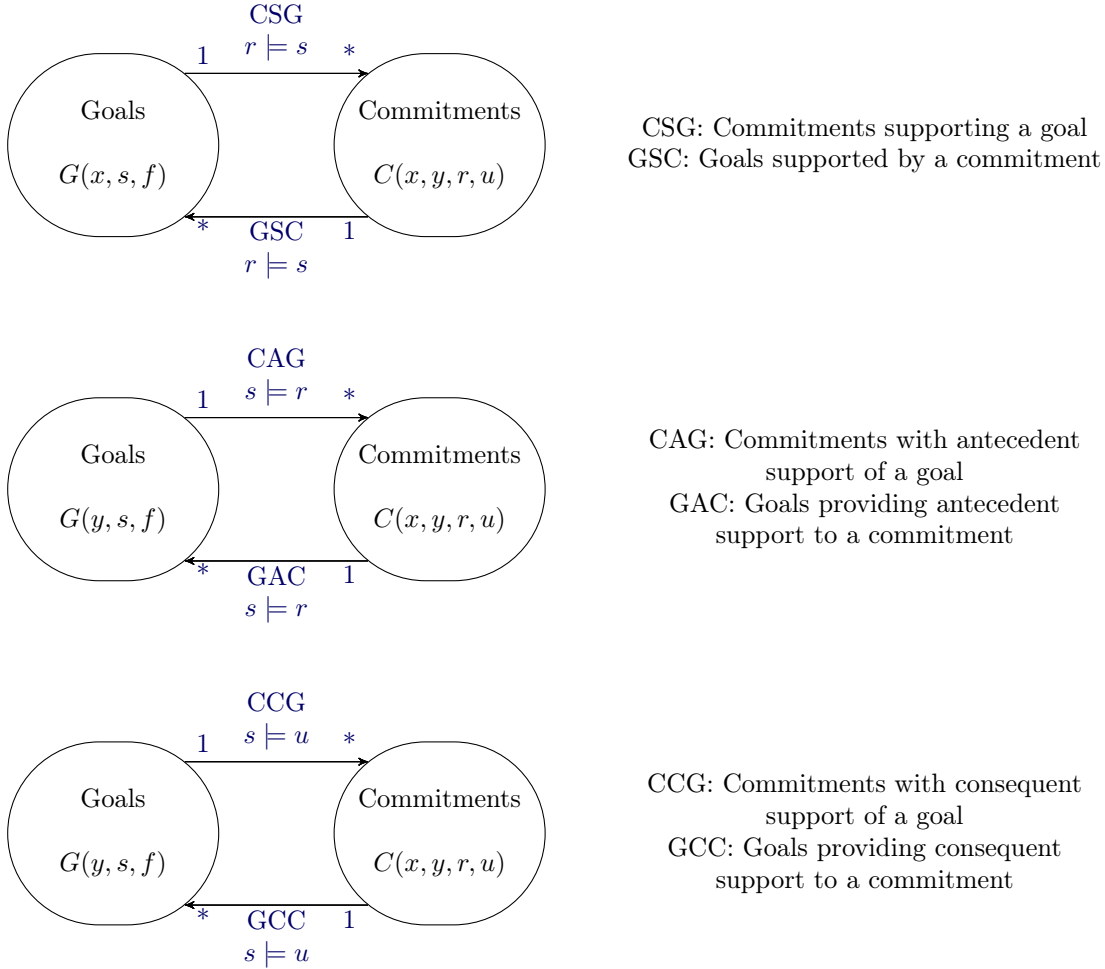 CSG
r ⊨ s
1
*
Goals
Commitments
G(x, s, f)
C(x, y, r, u)
*
GSC
1
r ⊨ s
CSG: Commitments supporting a goal
GSC: Goals supported by a commitment
CAG
s ⊨ r
1
*
Goals
Commitments
G(y, s, f)
C(x, y, r, u)
*
GAC
1
s ⊨ r
CAG: Commitments with antecedent
support of a goal
GAC: Goals providing antecedent
support to a commitment
CCG
s ⊨ u
1
*
Goals
Commitments
G(y, s, f)
C(x, y, r, u)
*
GCC
1
s ⊨ u
CCG: Commitments with consequent
support of a goal
GCC: Goals providing consequent
support to a commitment